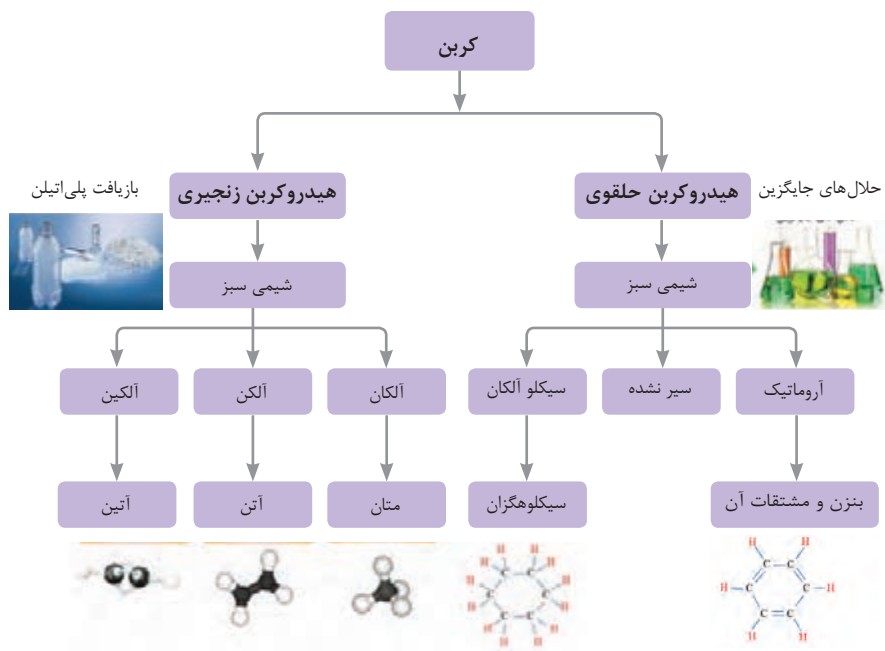 کربن
حلال‌های جایگزین
هیدروکربن حلقوی
هیدروکربن زنجیری
بازیافت پلی‌اتیلن
شیمی سبز
شیمی سبز
آروماتیک
سیر نشده
سیکلو آلکان
آلکان
آلکن
آلکین
بنزن و مشتقات آن
سیکلوهگزان
متان
آتن
آتین
H H
H H H H
C C
H C C H
H C C H
C C
H H H H
H H
H H
C C
H C C H
C C
H H